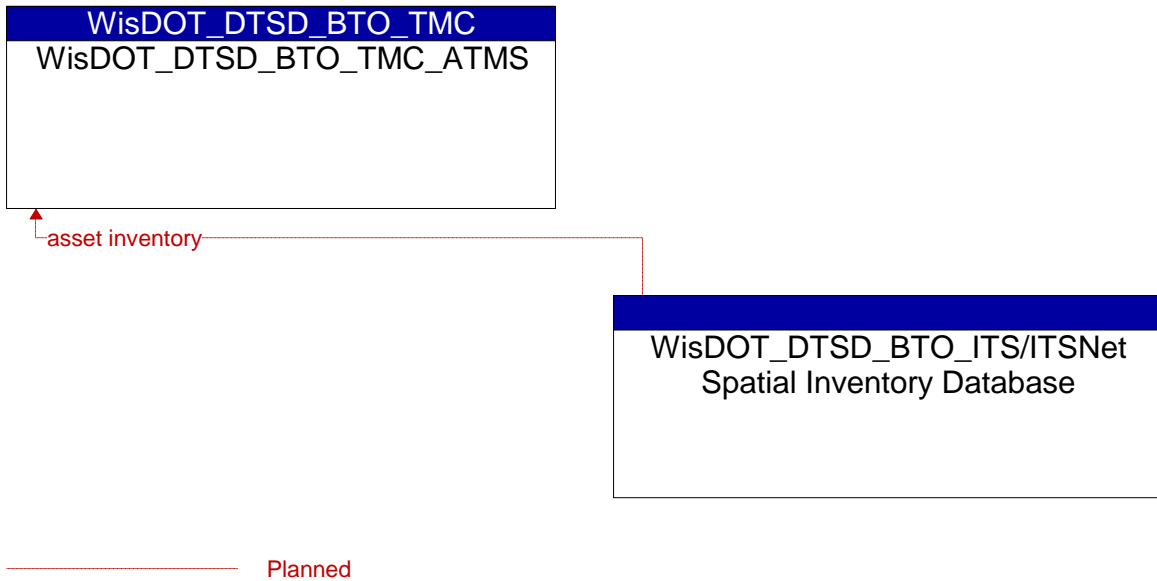 WisDOT_DTSD_BTO_TMC
WisDOT_DTSD_BTO_TMC_ATMS
asset inventory
WisDOT_DTSD_BTO_ITS/ITSNet
Spatial Inventory Database
Planned